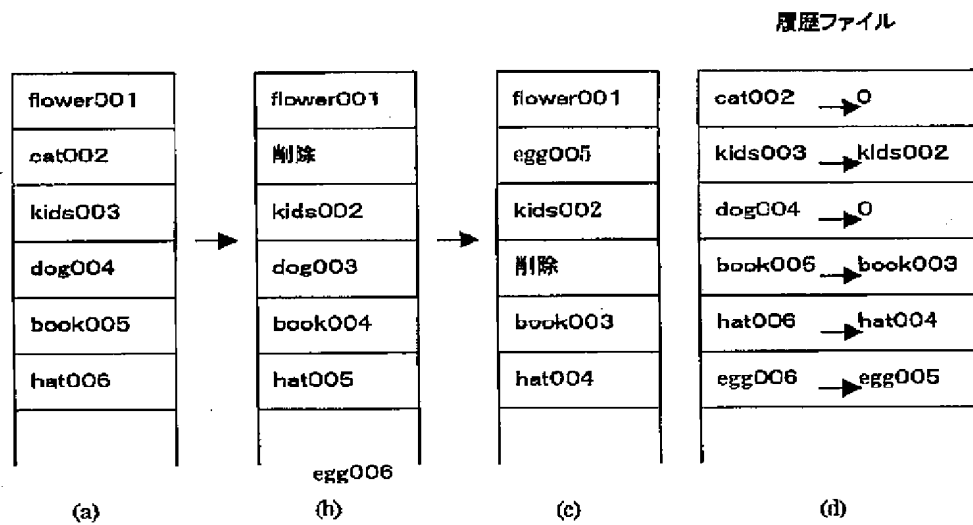 履歴ファイル
flower001
cat002
kids003
dog004
book005
hat006
(a)
flower001
削除
kids002
dog003
book004
hat005
egg006
(b)
flower001
egg005
kids002
削除
book003
hat004
(c)
cat002 → 0
kids003 → kids002
dog004 → 0
book005 → book003
hat006 → hat004
egg006 → egg005
(d)